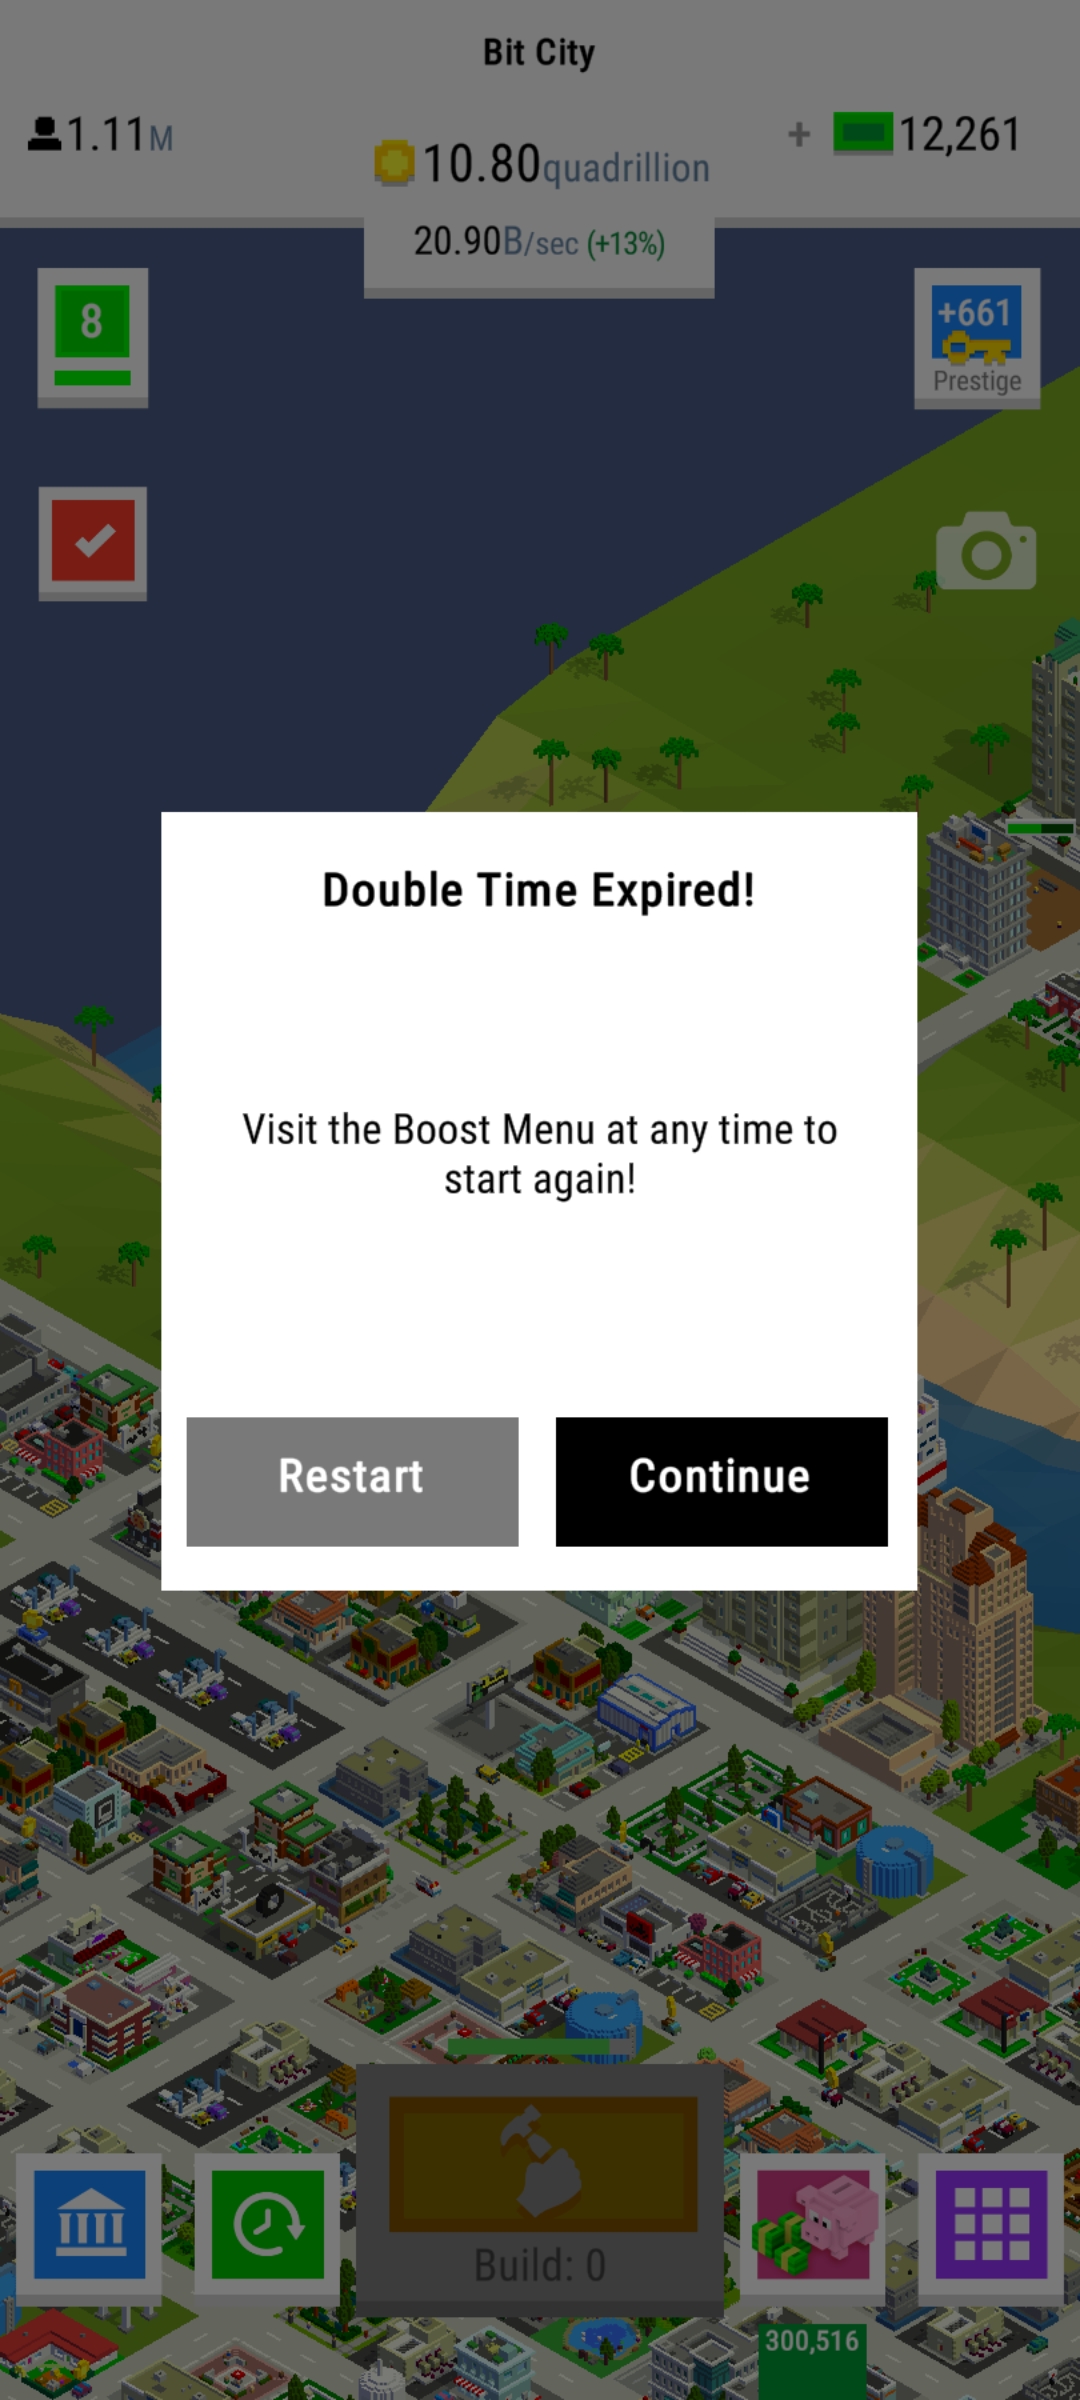 Bit City
1.11M
10.80quadrillion
+ 12,261
20.90B/sec (+13%)
8
+661
Prestige
Double Time Expired!
Visit the Boost Menu at any time to
start again!
Restart
Continue
Build: 0
300,516